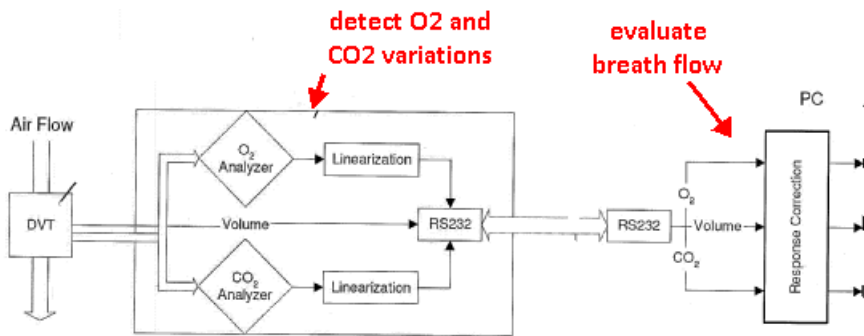 detect O2 and
CO2 variations
evaluate
breath flow
PC
Air Flow
O2
Analyzer
Linearization
DVT
Volume
RS232
RS232
O2
Volume
CO2
Response Correction
CO2
Analyzer
Linearization